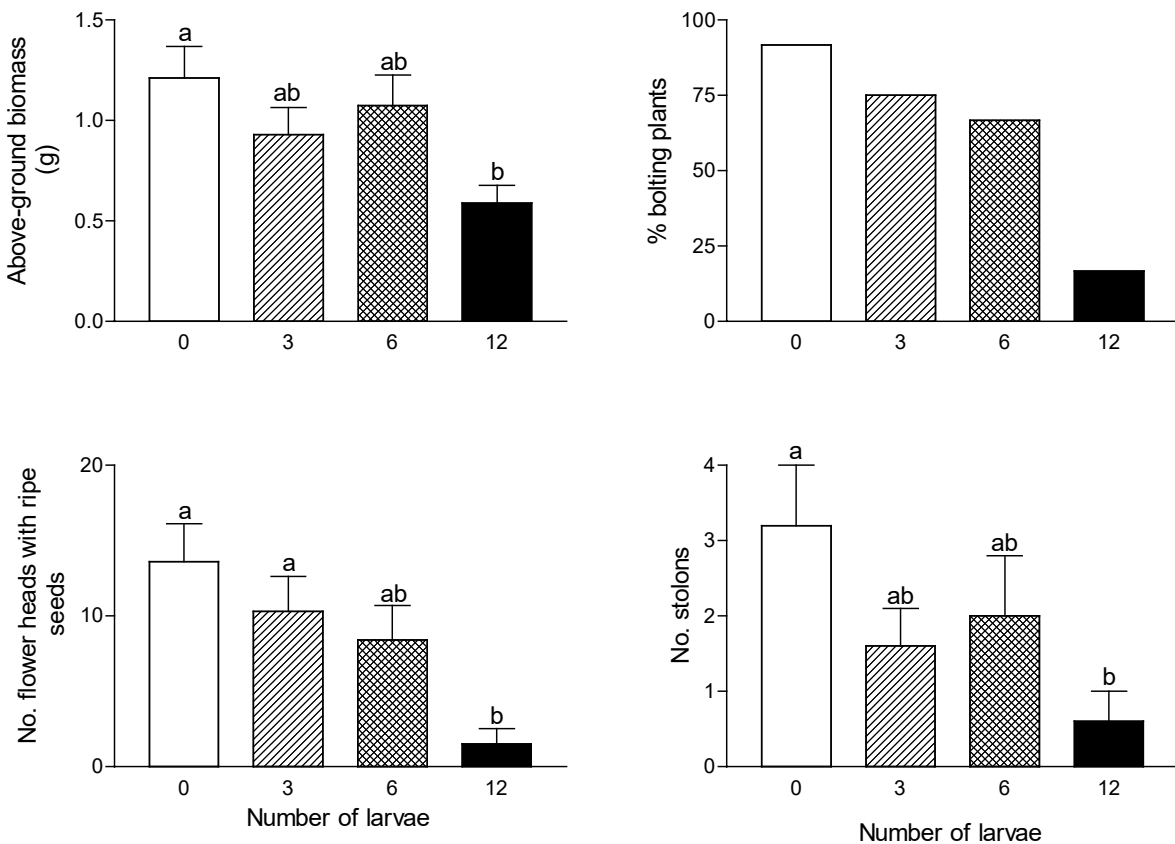 Above-ground biomass
(g)
1.5
1.0
0.5
0.0
a
ab
ab
b
0
3
6
12
% bolting plants
100
75
50
25
0
0
3
6
12
No. flower heads with ripe
seeds
20
10
0
a
a
ab
b
0
3
6
12
Number of larvae
No. stolons
4
3
2
1
0
a
ab
ab
b
0
3
6
12
Number of larvae